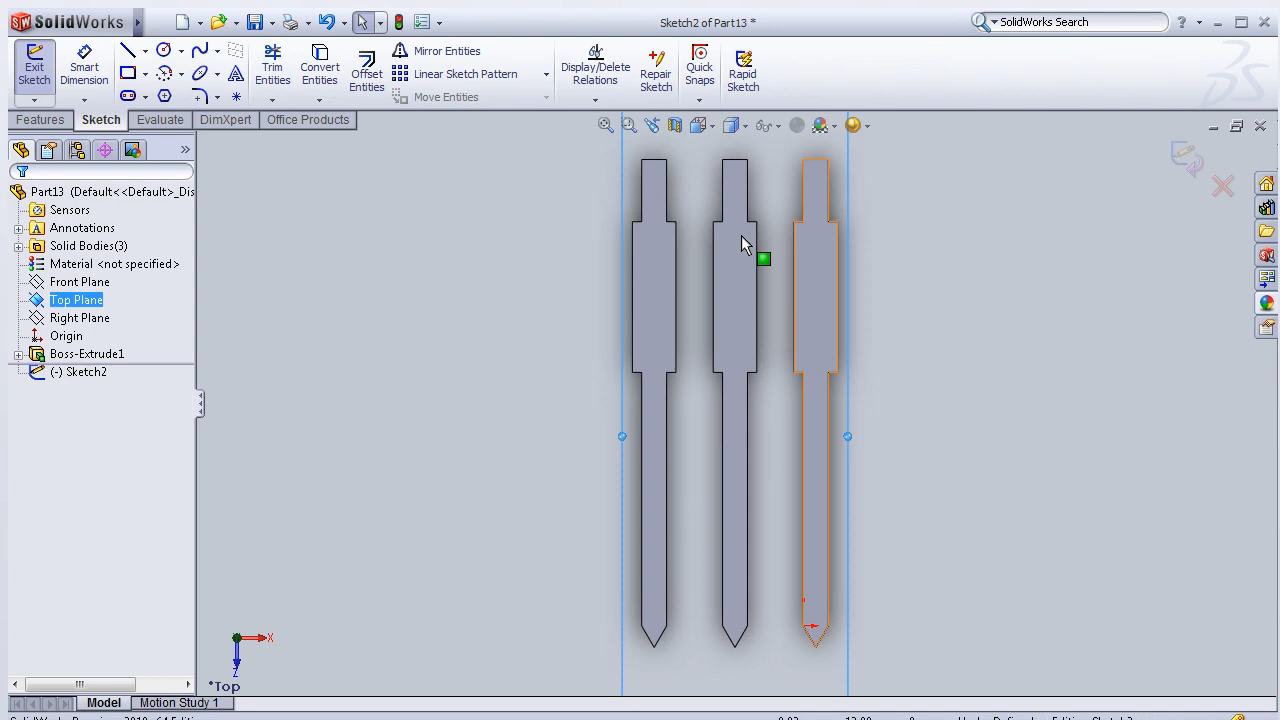 SolidWorks
Sketch2 of Part13 *
SolidWorks Search
Exit Sketch
Smart Dimension
Trim Entities
Convert Entities
Offset Entities
Mirror Entities
Linear Sketch Pattern
Move Entities
Display/Delete Relations
Repair Sketch
Quick Snaps
Rapid Sketch
Features
Sketch
Evaluate
DimXpert
Office Products
Part13 (Default<<Default>_Dis
Sensors
Annotations
Solid Bodies(3)
Material <not specified>
Front Plane
Top Plane
Right Plane
Origin
Boss-Extrude1
(-) Sketch2
X
Z
*Top
Model
Motion Study 1